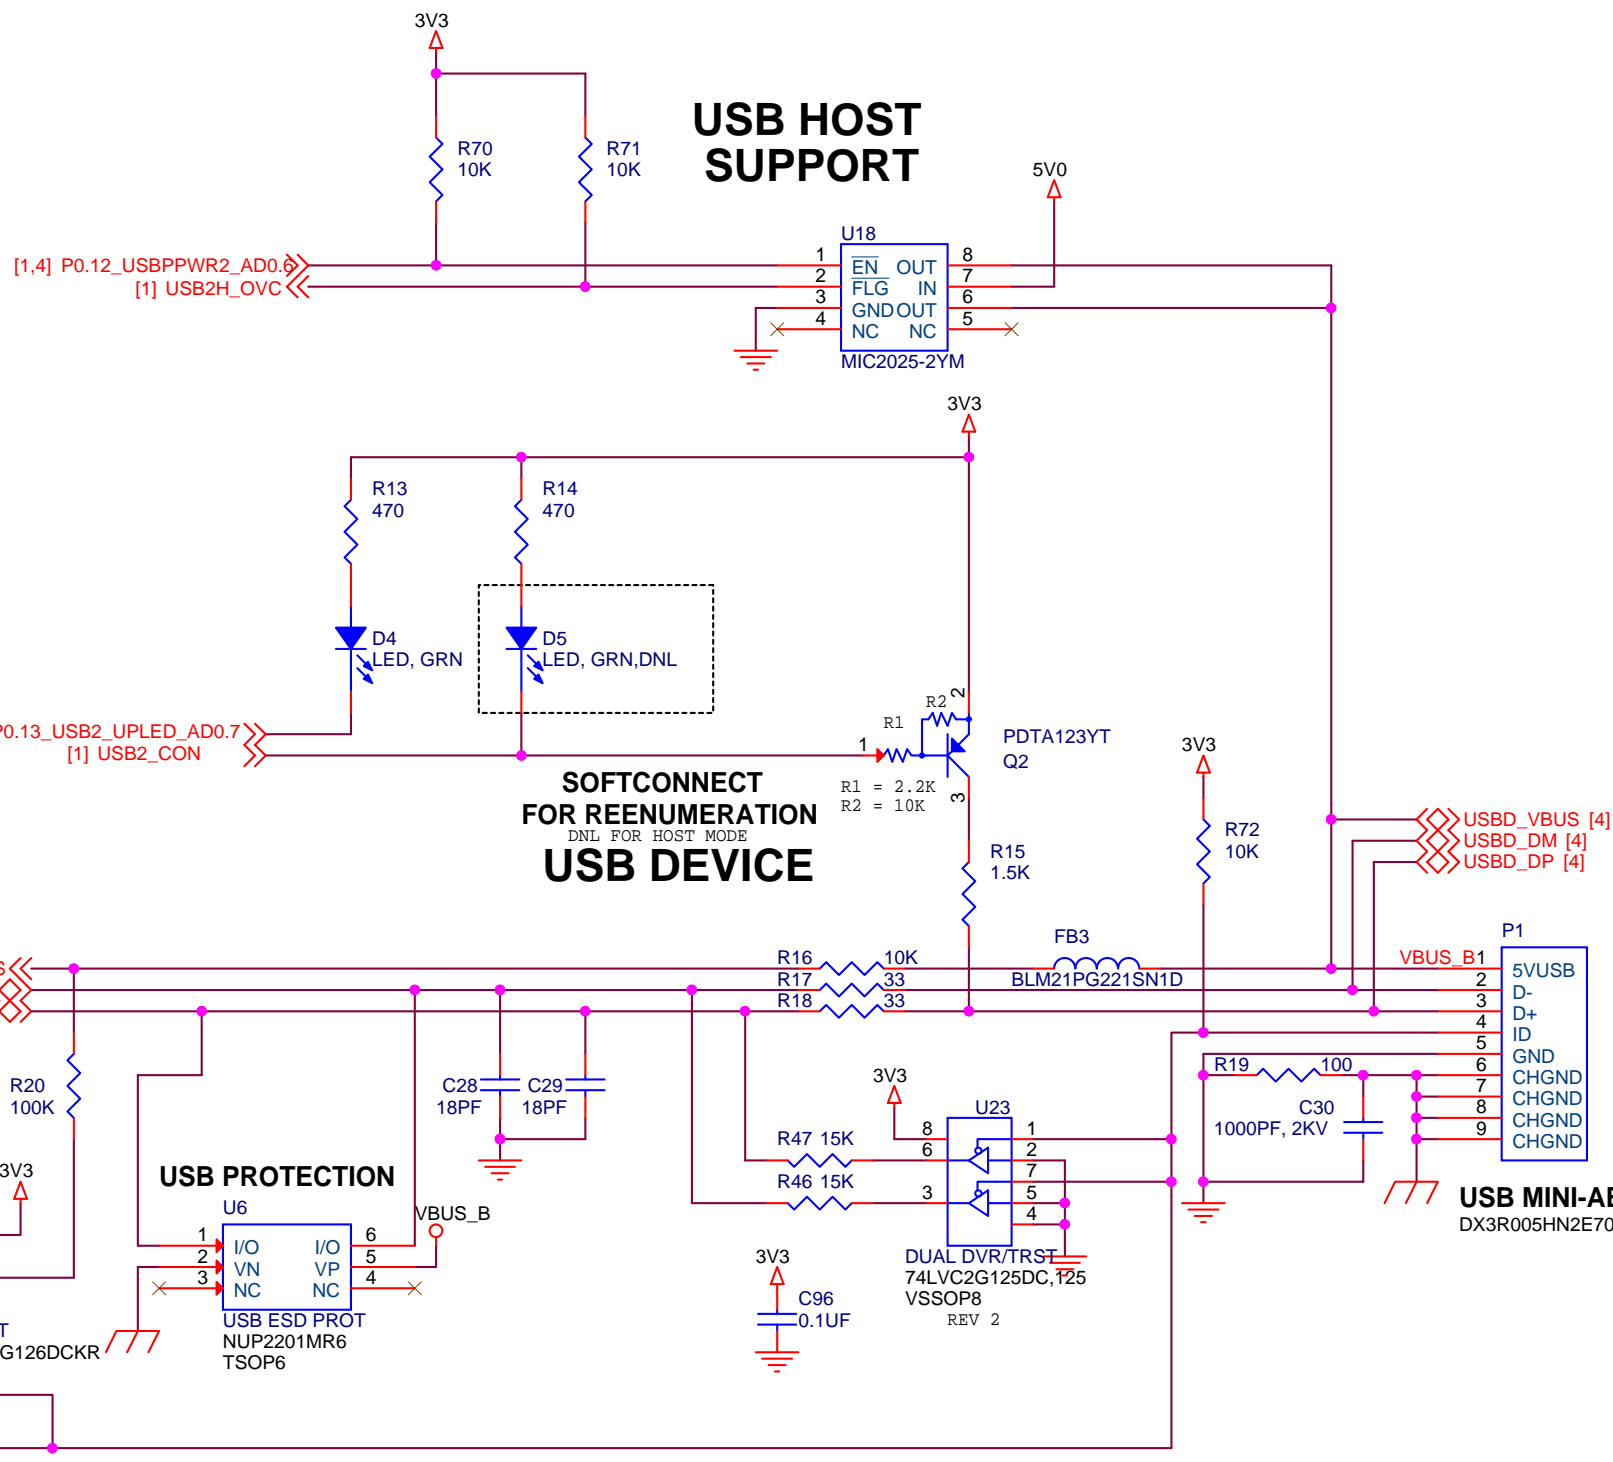 3V3
R70
10K
R71
10K
USB HOST
SUPPORT
5V0
U18
[1,4] P0.12_USBPPWR2_AD0.6
[1] USB2H_OVC
1
2
3
4
EN
FLG
GND
NC
OUT
IN
OUT
NC
8
7
6
5
MIC2025-2YM
3V3
R13
470
R14
470
D4
LED, GRN
D5
LED, GRN,DNL
P0.13_USB2_UPLED_AD0.7
[1] USB2_CON
1
R1
R2
2
3
PDTA123YT
Q2
R1 = 2.2K
R2 = 10K
SOFTCONNECT
FOR REENUMERATION
DNL FOR HOST MODE
USB DEVICE
R15
1.5K
3V3
R72
10K
USBD_VBUS [4]
USBD_DM [4]
USBD_DP [4]
R16 10K
R17 33
R18 33
FB3
BLM21PG221SN1D
P1
VBUS_B
1
2
3
4
5
6
7
8
9
5VUSB
D-
D+
ID
GND
CHGND
CHGND
CHGND
CHGND
R19 100
C30
1000PF, 2KV
USB MINI-AB
DX3R005HN2E70
R20
100K
C28
18PF
C29
18PF
3V3
U23
R47 15K
R46 15K
8
6
3
1
2
7
5
4
DUAL DVR/TRST
74LVC2G125DC,125
VSSOP8
REV 2
3V3
C96
0.1UF
3V3
USB PROTECTION
U6
VBUS_B
1
2
3
I/O
VN
NC
I/O
VP
NC
6
5
4
USB ESD PROT
NUP2201MR6
TSOP6
T
G126DCKR